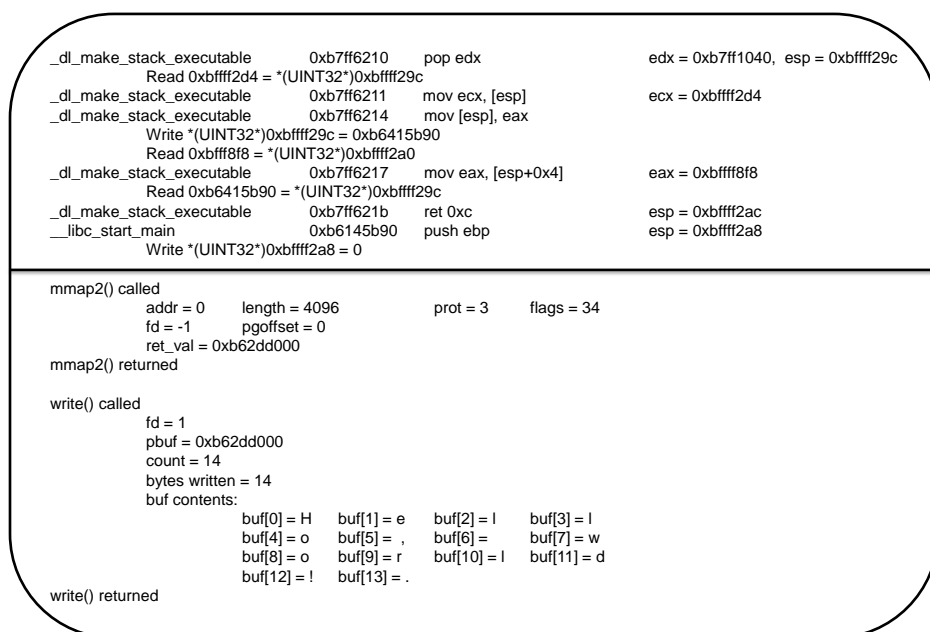 _dl_make_stack_executable 0xb7ff6210 pop edx edx = 0xb7ff1040, esp = 0xbffff29c
Read 0xbffff2d4 = *(UINT32*)0xbffff29c
_dl_make_stack_executable 0xb7ff6211 mov ecx, [esp] ecx = 0xbffff2d4
_dl_make_stack_executable 0xb7ff6214 mov [esp], eax
Write *(UINT32*)0xbffff29c = 0xb6415b90
Read 0xbfff8f8 = *(UINT32*)0xbffff2a0
_dl_make_stack_executable 0xb7ff6217 mov eax, [esp+0x4] eax = 0xbffff8f8
Read 0xb6415b90 = *(UINT32*)0xbffff29c
_dl_make_stack_executable 0xb7ff621b ret 0xc esp = 0xbffff2ac
__libc_start_main 0xb6145b90 push ebp esp = 0xbffff2a8
Write *(UINT32*)0xbffff2a8 = 0
mmap2() called
addr = 0 length = 4096 prot = 3 flags = 34
fd = -1 pgoffset = 0
ret_val = 0xb62dd000
mmap2() returned
write() called
fd = 1
pbuf = 0xb62dd000
count = 14
bytes written = 14
buf contents:
buf[0] = H buf[1] = e buf[2] = l buf[3] = l
buf[4] = o buf[5] = , buf[6] = buf[7] = w
buf[8] = o buf[9] = r buf[10] = l buf[11] = d
buf[12] = ! buf[13] = .
write() returned